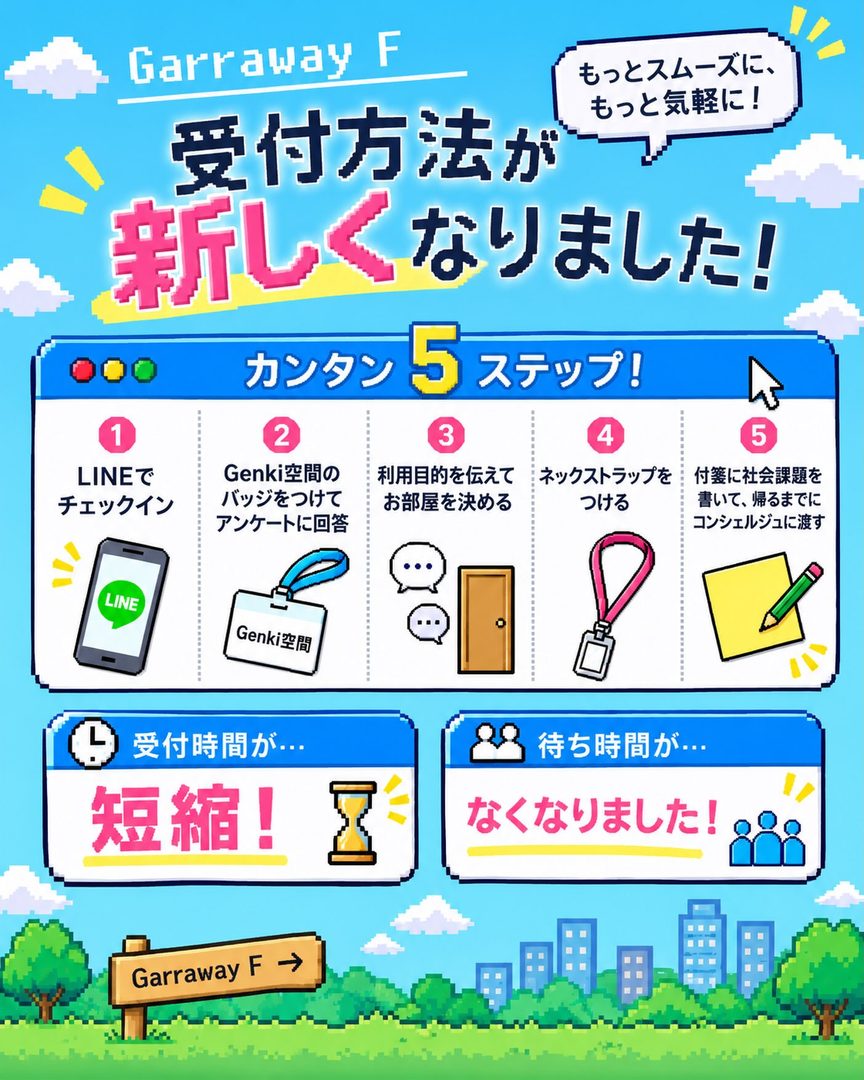 Garraway F
もっとスムーズに、
もっと気軽に！
受付方法が
新しくなりました！
カンタン5ステップ！
1
LINEで
チェックイン
LINE
2
Genki空間の
バッジをつけて
アンケートに回答
Genki空間
3
利用目的を伝えて
お部屋を決める
4
ネックストラップを
つける
5
付箋に社会課題を
書いて、帰るまでに
コンシェルジュに渡す
受付時間が…
短縮！
待ち時間が…
なくなりました！
Garraway F →